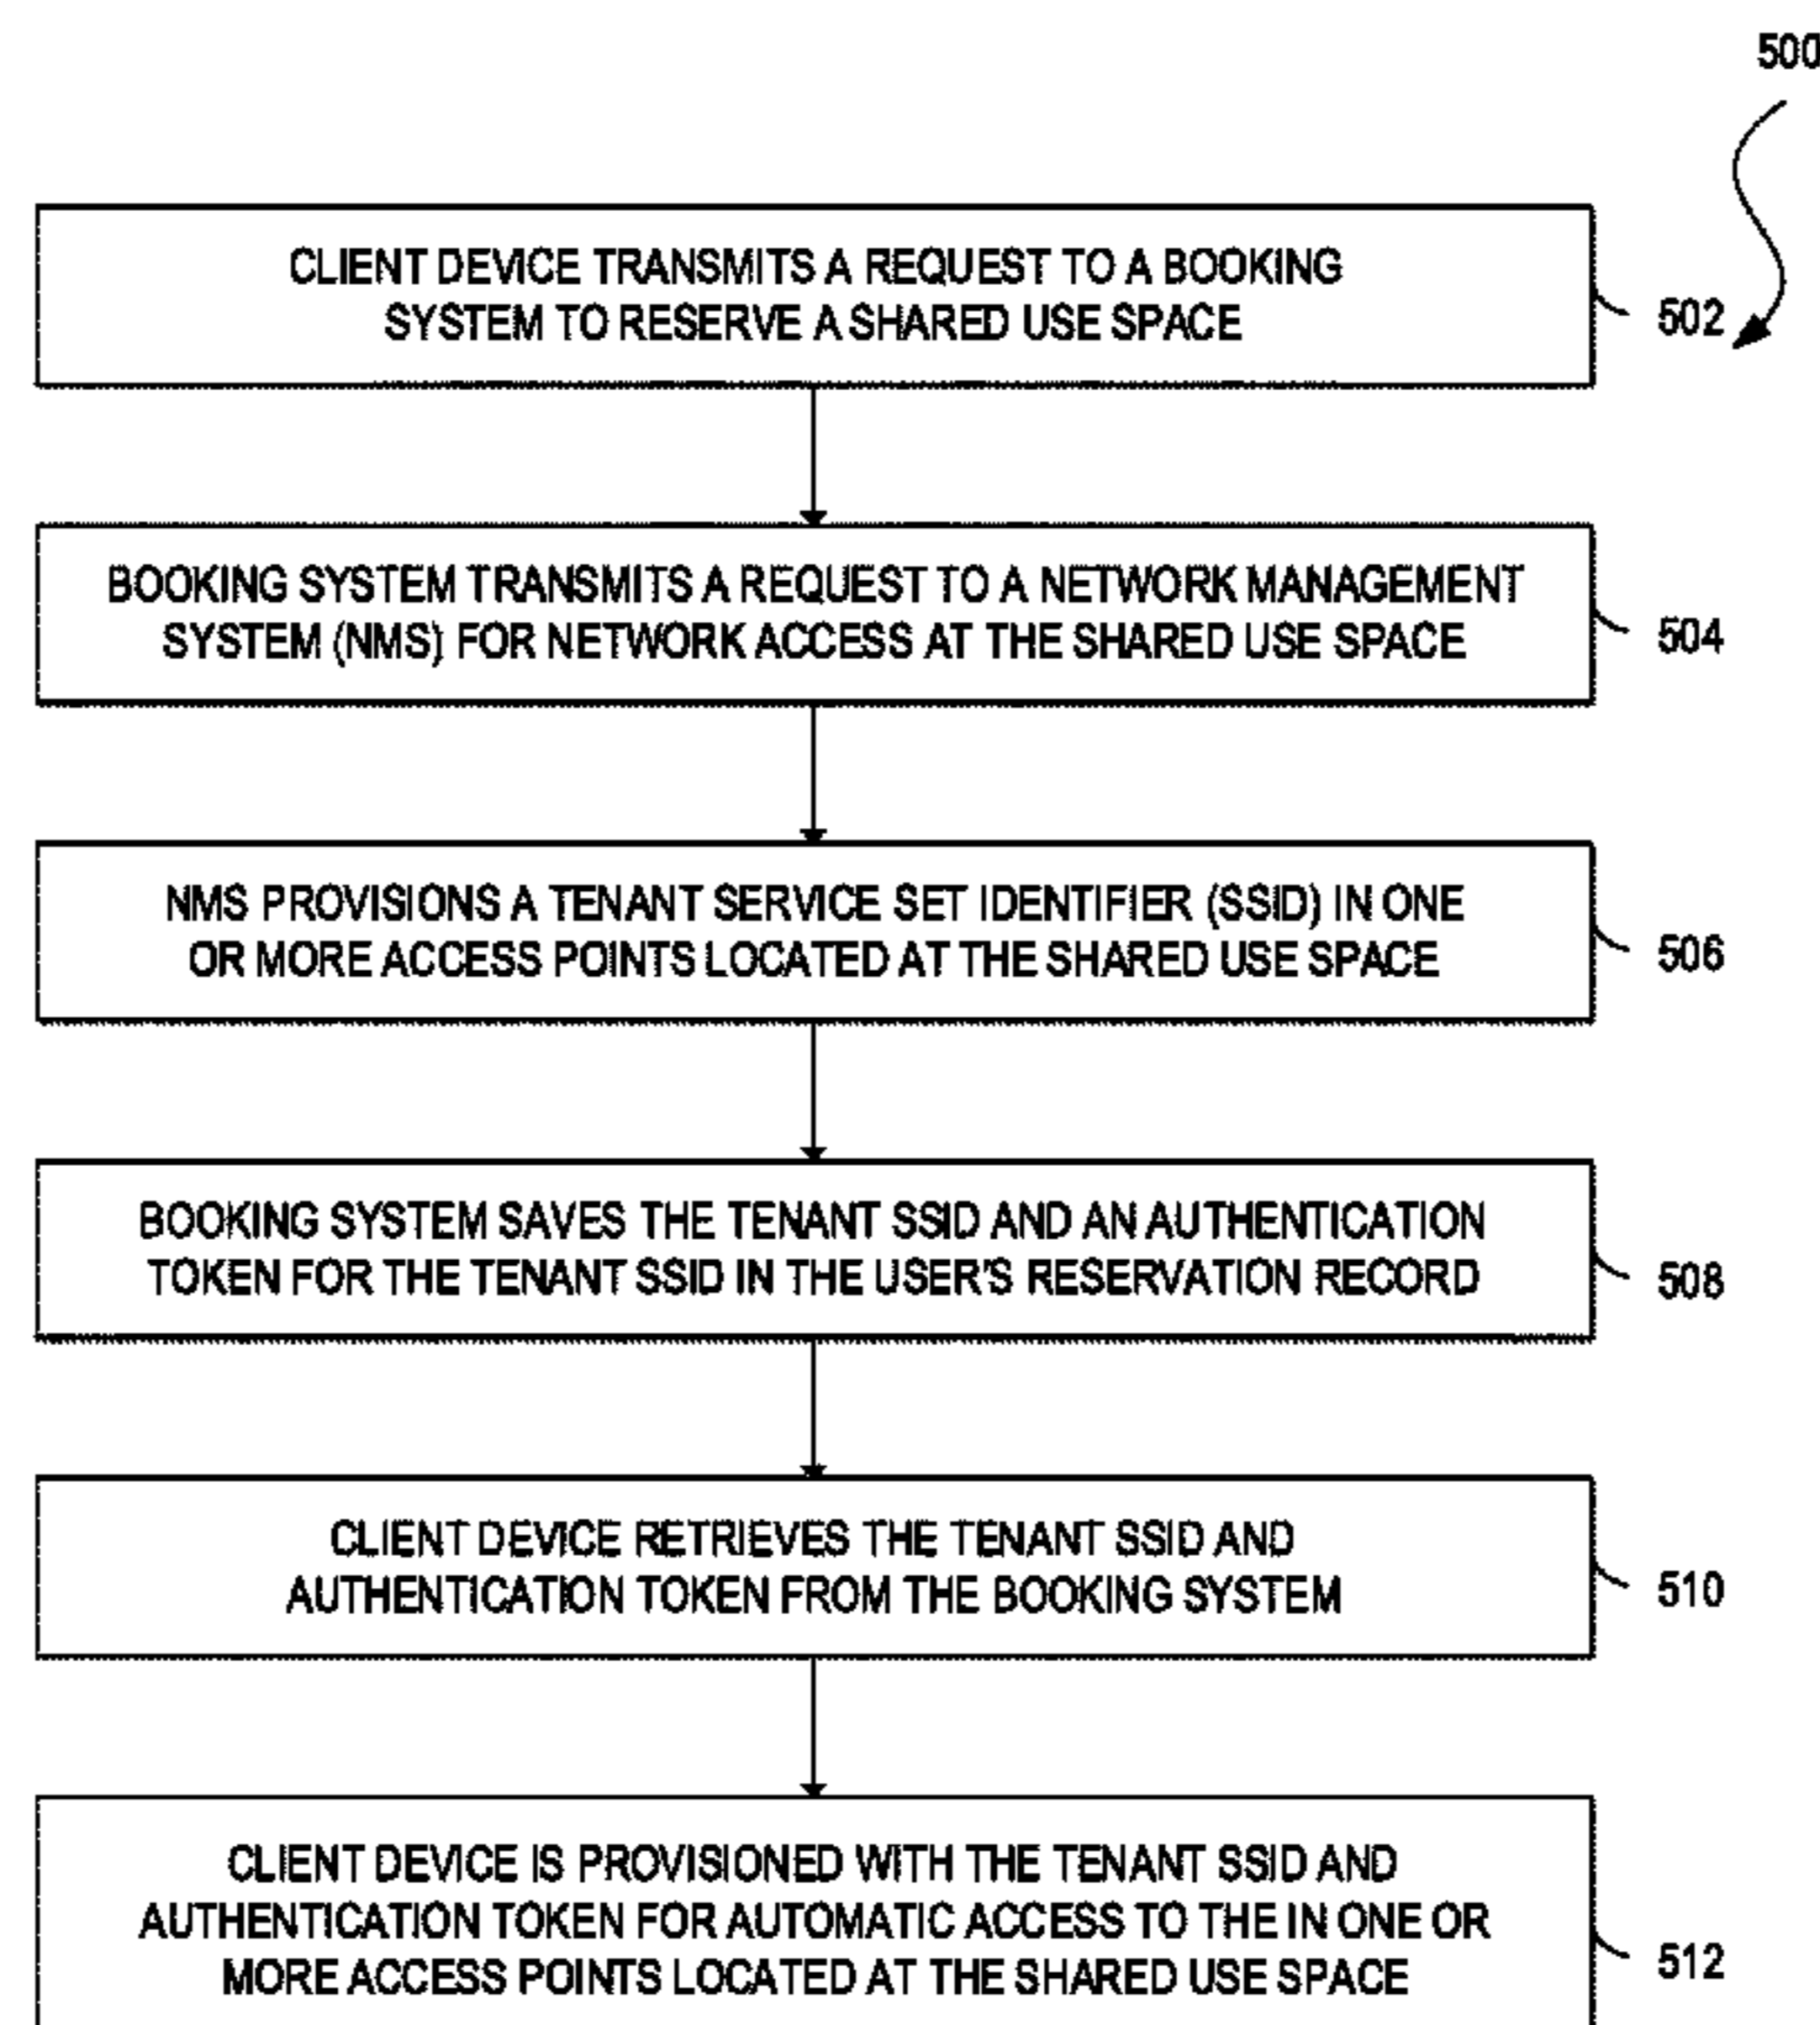 500
CLIENT DEVICE TRANSMITS A REQUEST TO A BOOKING
SYSTEM TO RESERVE A SHARED USE SPACE
502
BOOKING SYSTEM TRANSMITS A REQUEST TO A NETWORK MANAGEMENT
SYSTEM (NMS) FOR NETWORK ACCESS AT THE SHARED USE SPACE
504
NMS PROVISIONS A TENANT SERVICE SET IDENTIFIER (SSID) IN ONE
OR MORE ACCESS POINTS LOCATED AT THE SHARED USE SPACE
506
BOOKING SYSTEM SAVES THE TENANT SSID AND AN AUTHENTICATION
TOKEN FOR THE TENANT SSID IN THE USER'S RESERVATION RECORD
508
CLIENT DEVICE RETRIEVES THE TENANT SSID AND
AUTHENTICATION TOKEN FROM THE BOOKING SYSTEM
510
CLIENT DEVICE IS PROVISIONED WITH THE TENANT SSID AND
AUTHENTICATION TOKEN FOR AUTOMATIC ACCESS TO THE IN ONE OR
MORE ACCESS POINTS LOCATED AT THE SHARED USE SPACE
512